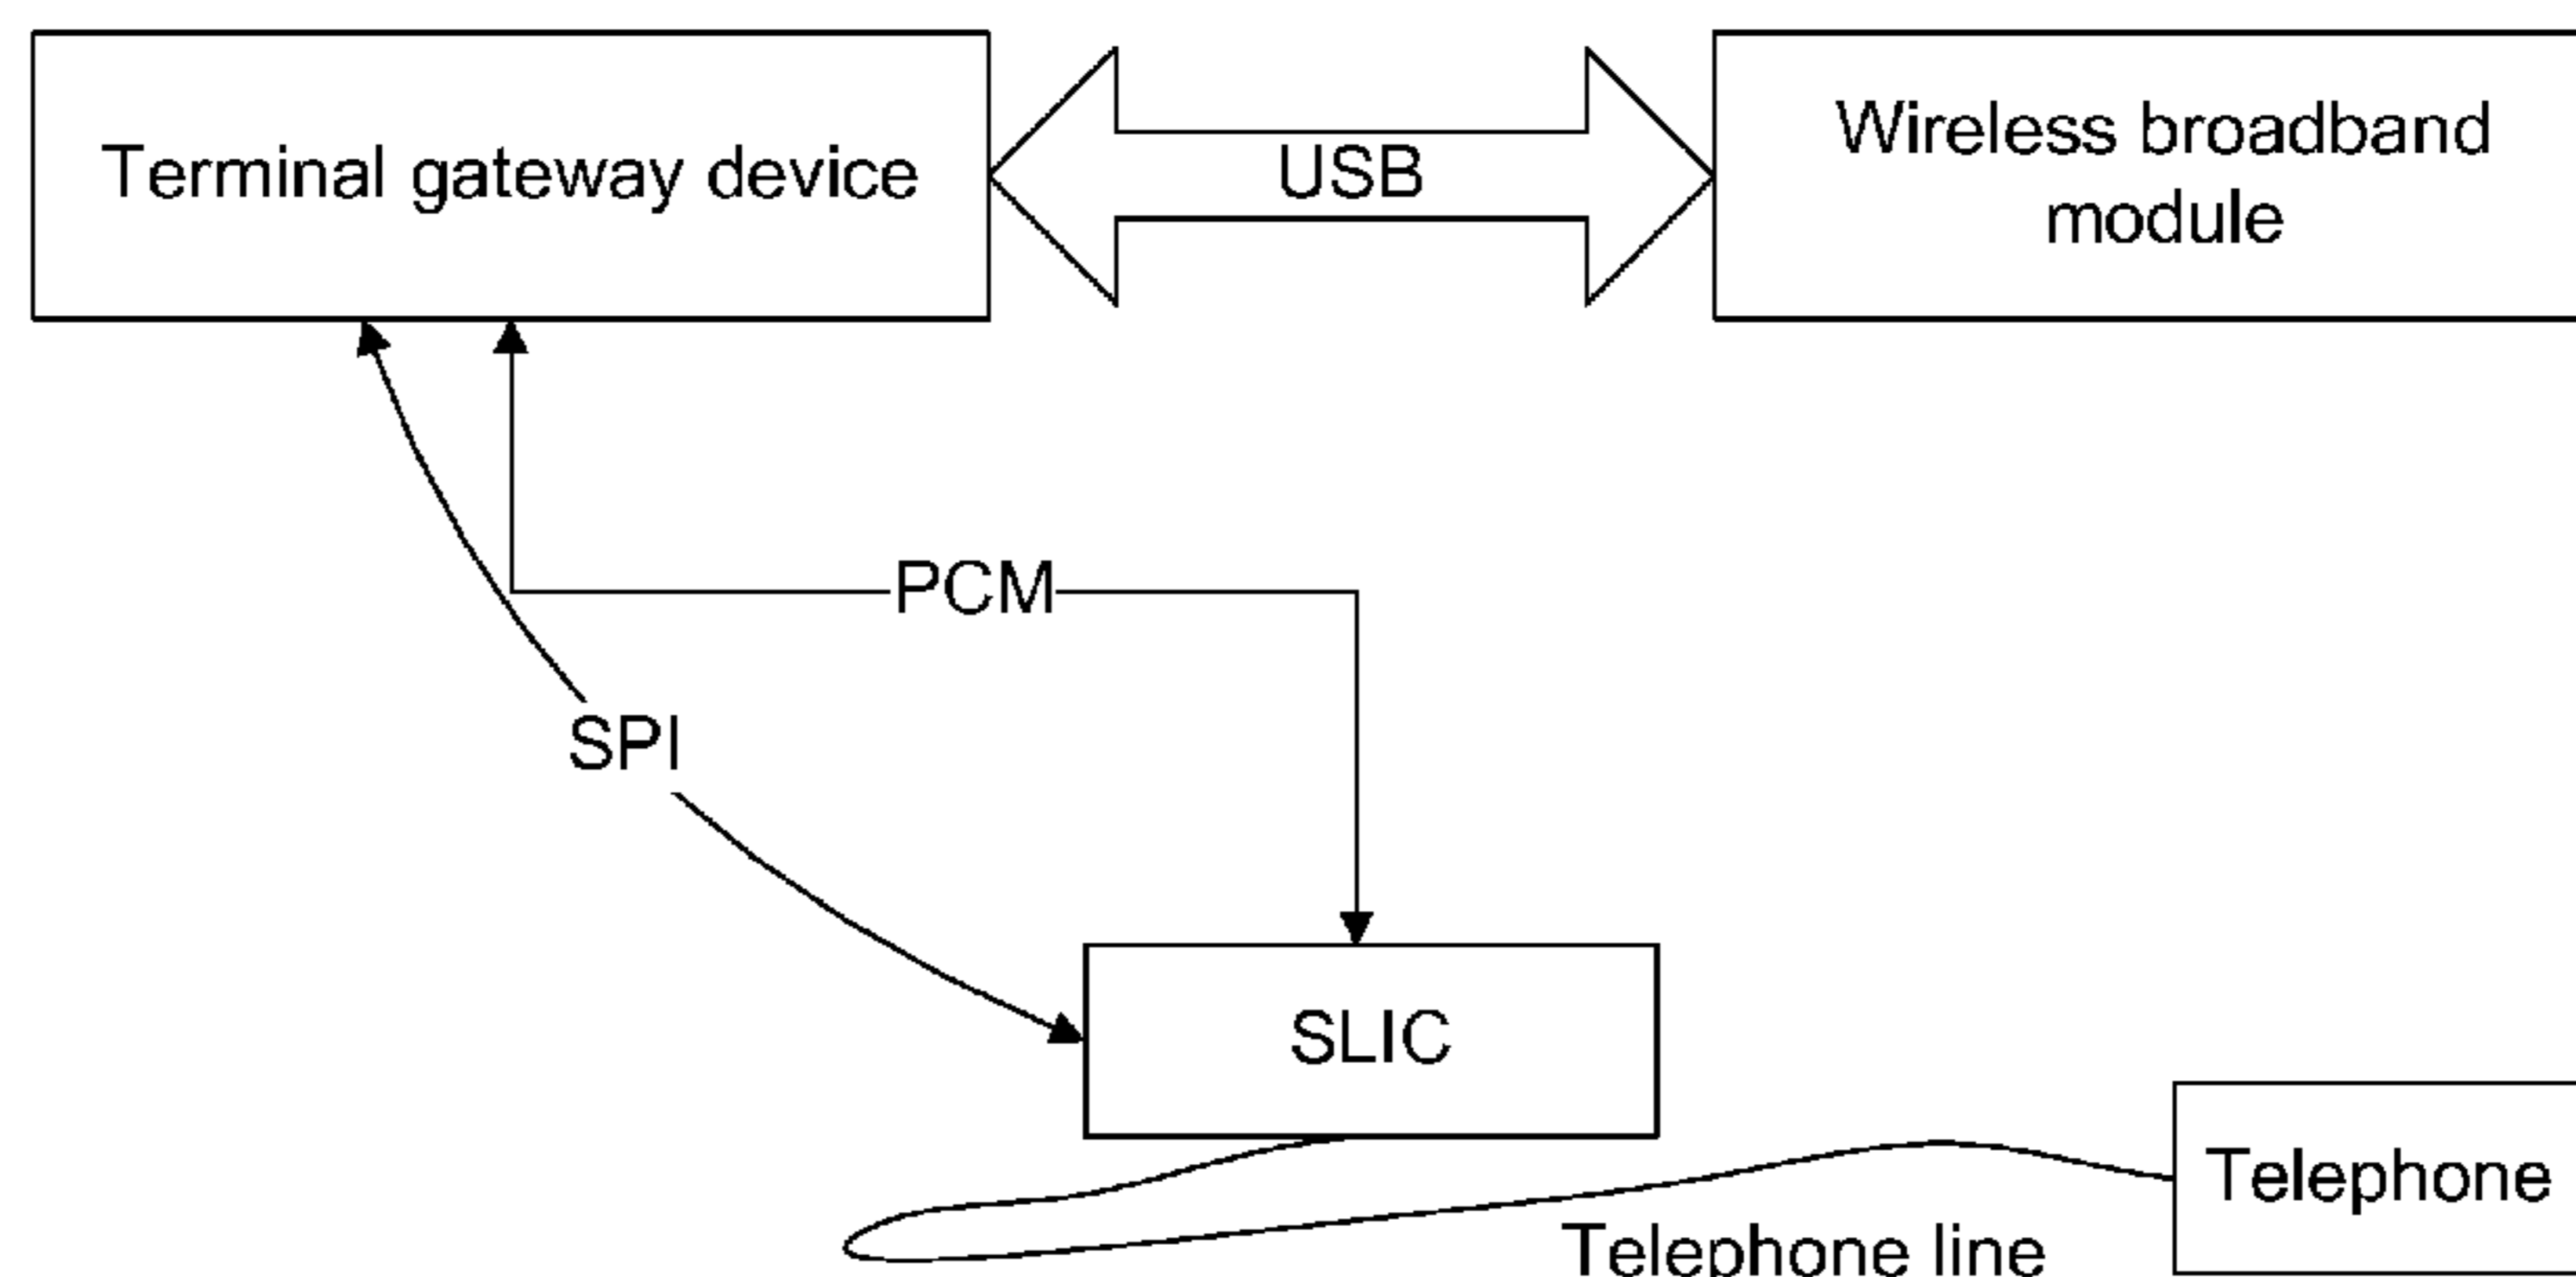 Terminal gateway device
USB
Wireless broadband
module
PCM
SPI
SLIC
Telephone
Telephone line